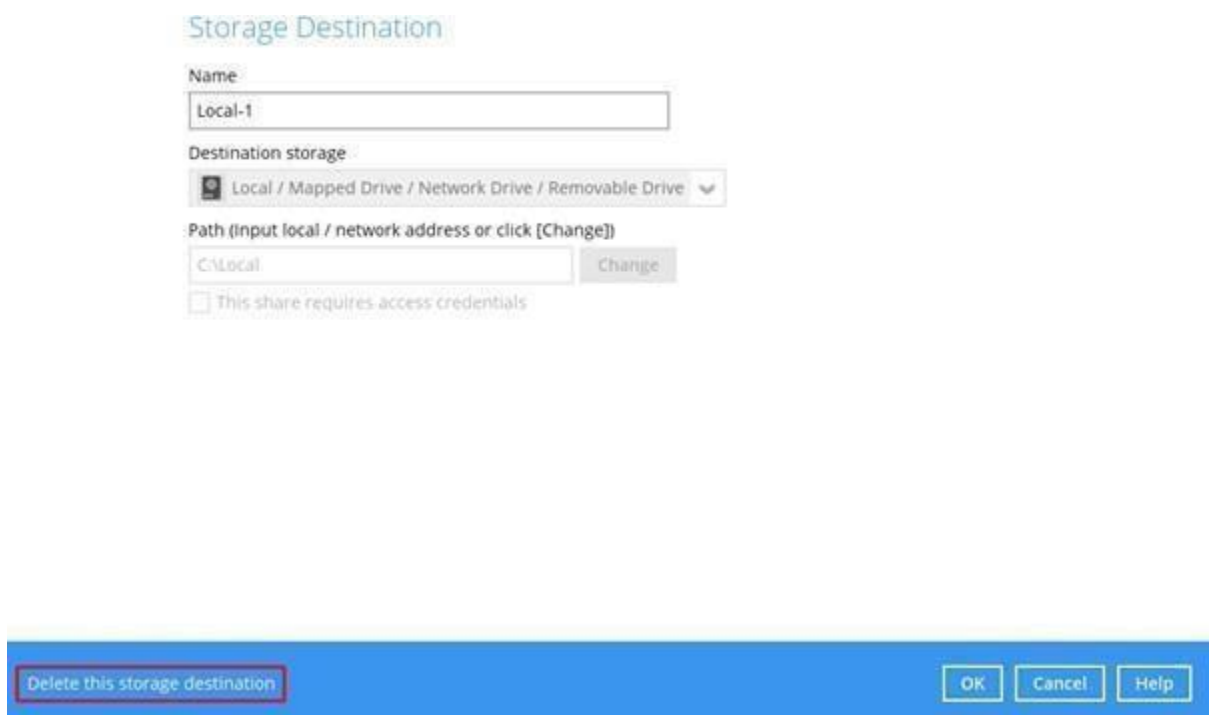 Storage Destination
Name
Local-1
Destination storage
Local / Mapped Drive / Network Drive / Removable Drive
Path (Input local / network address or click [Change])
C:\Local
Change
This share requires access credentials
Delete this storage destination
OK
Cancel
Help